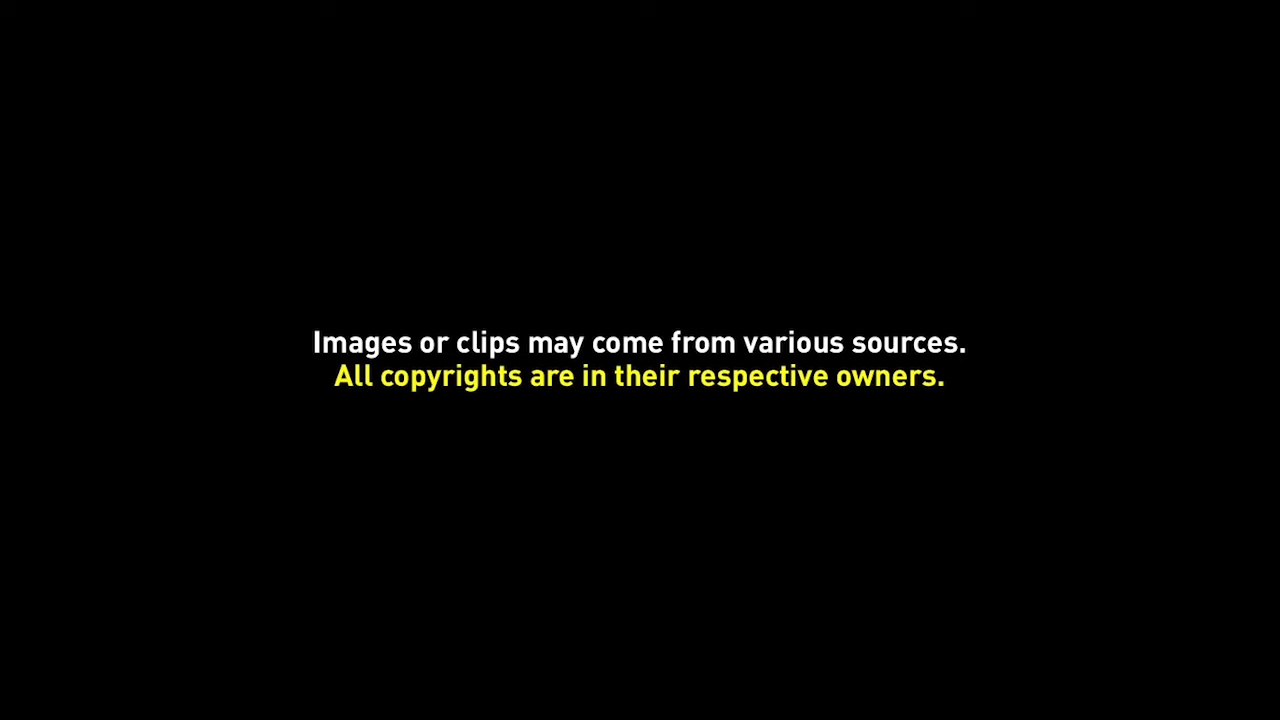 Images or clips may come from various sources.
All copyrights are in their respective owners.